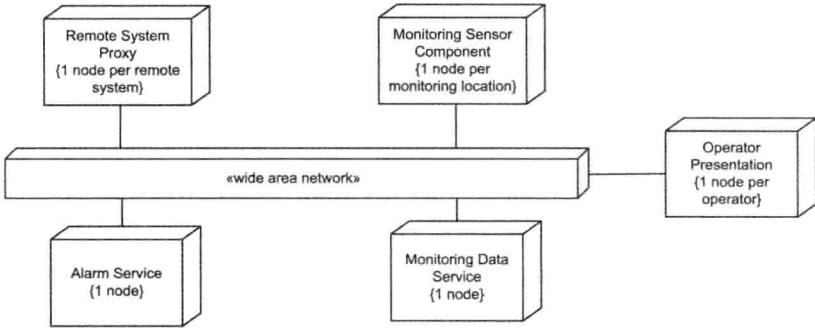 Remote System
Proxy
{1 node per remote
system}
Monitoring Sensor
Component
{1 node per
monitoring location}
«wide area network»
Operator
Presentation
{1 node per
operator}
Alarm Service
{1 node}
Monitoring Data
Service
{1 node}